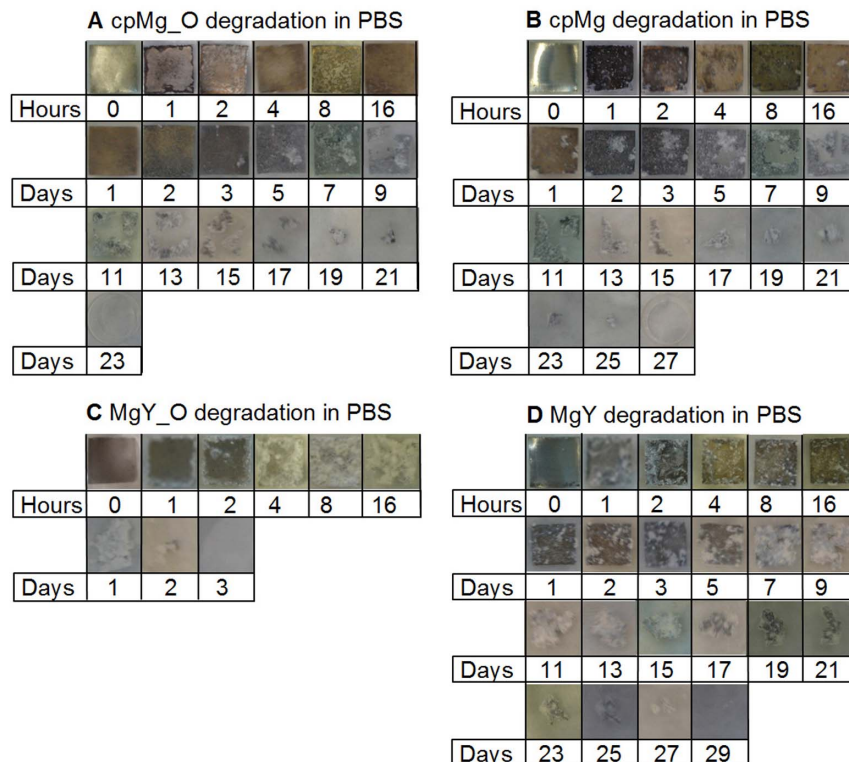 A cpMg_O degradation in PBS
Hours 0 1 2 4 8 16
Days 1 2 3 5 7 9
Days 11 13 15 17 19 21
Days 23
B cpMg degradation in PBS
Hours 0 1 2 4 8 16
Days 1 2 3 5 7 9
Days 11 13 15 17 19 21
Days 23 25 27
C MgY_O degradation in PBS
Hours 0 1 2 4 8 16
Days 1 2 3
D MgY degradation in PBS
Hours 0 1 2 4 8 16
Days 1 2 3 5 7 9
Days 11 13 15 17 19 21
Days 23 25 27 29